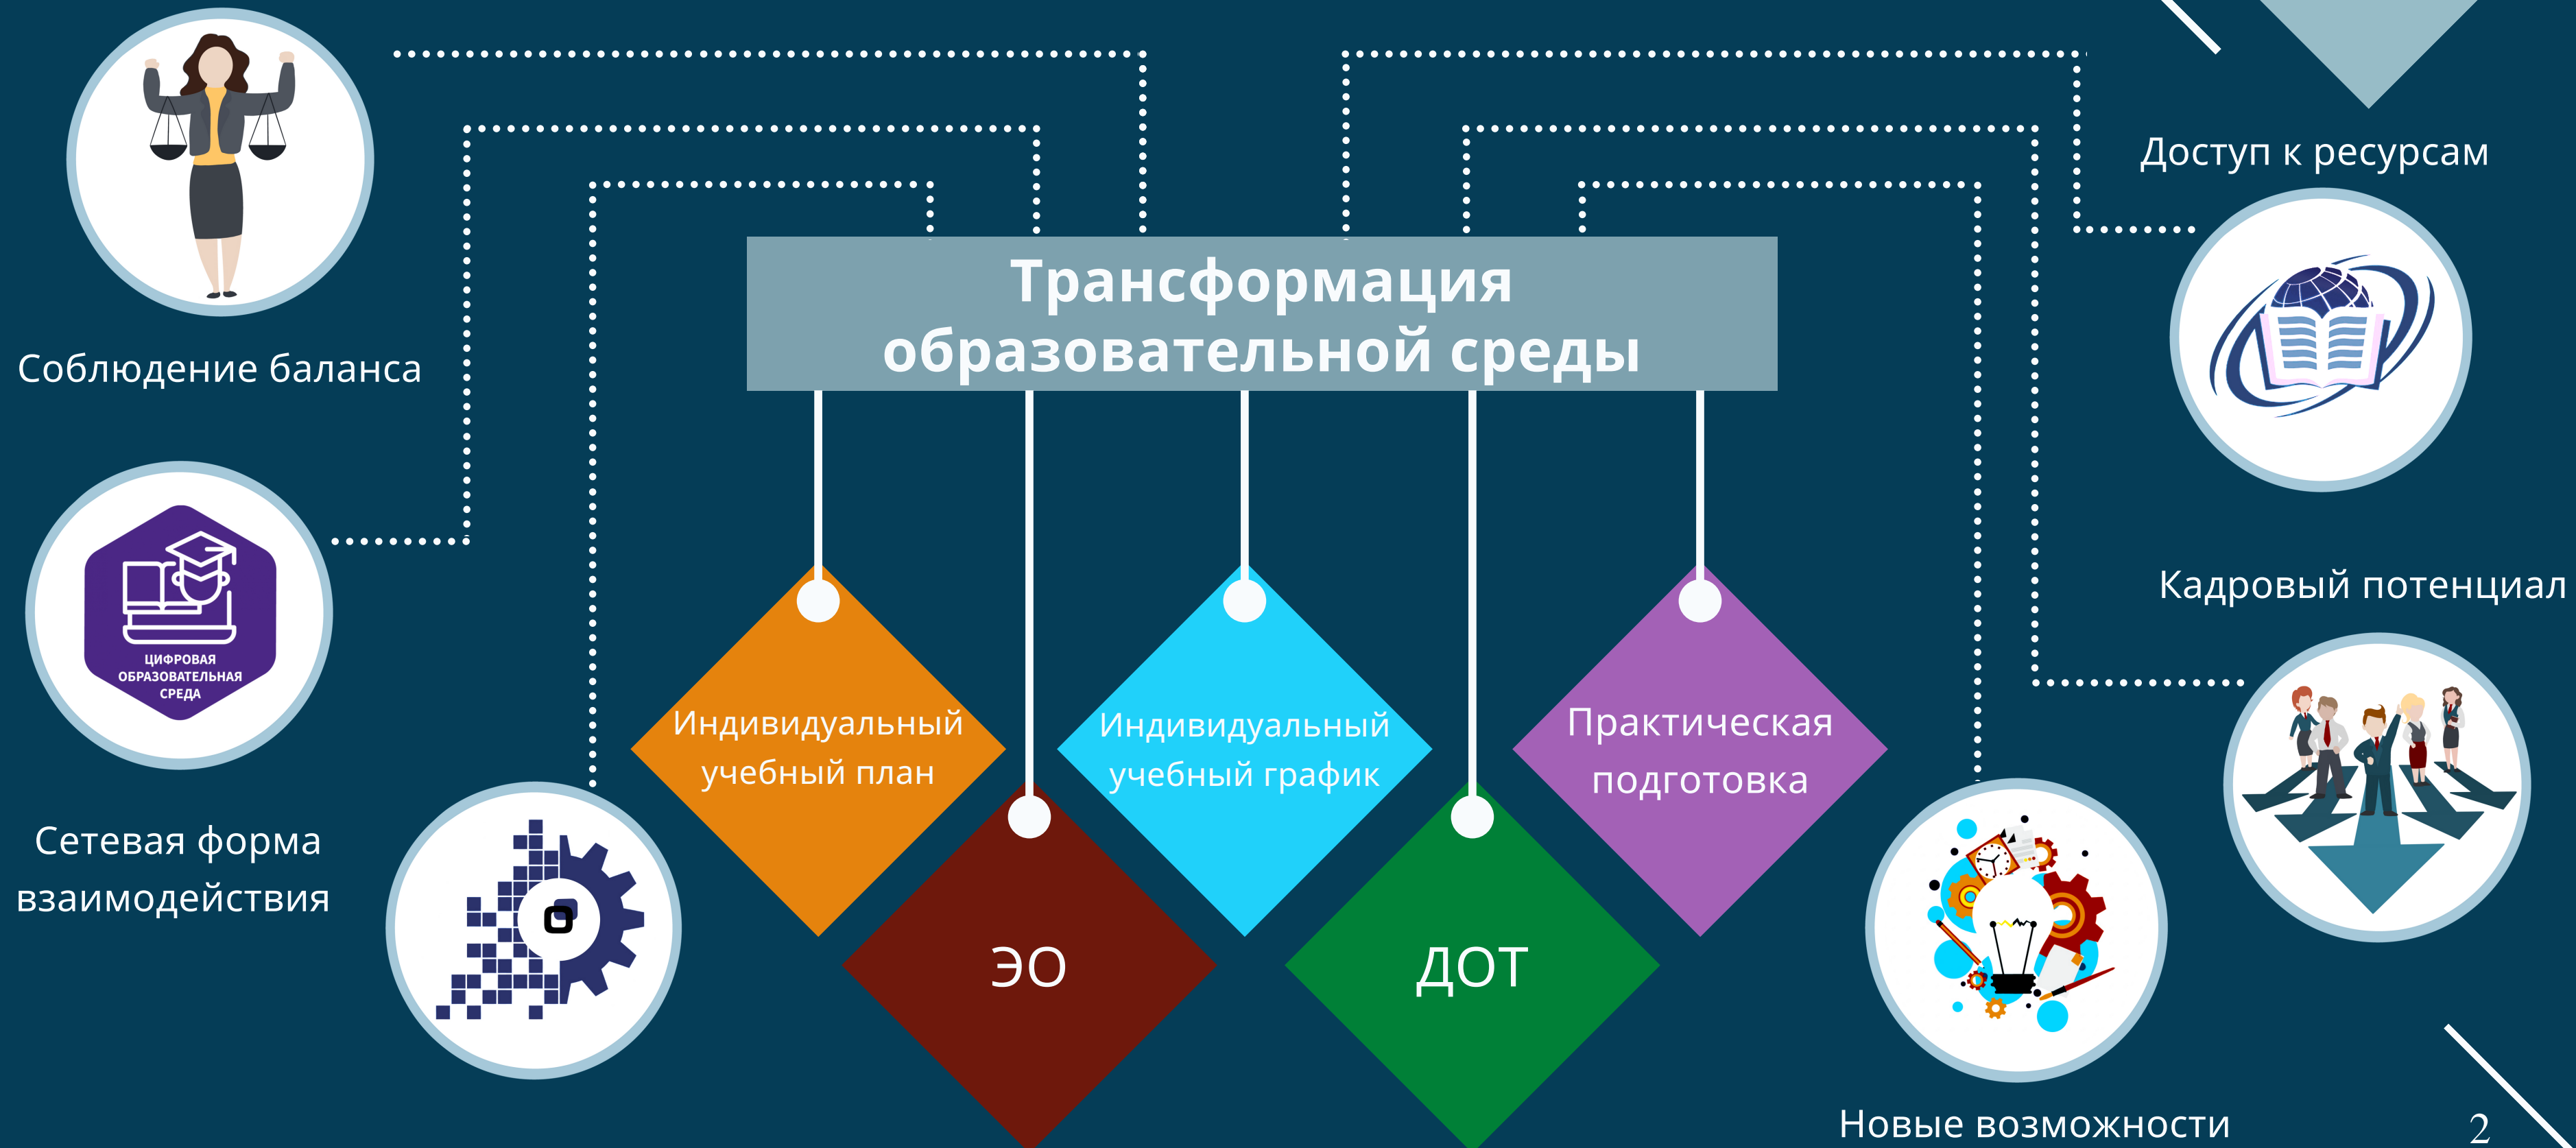 Трансформация
образовательной среды
Соблюдение баланса
ЦИФРОВАЯ
ОБРАЗОВАТЕЛЬНАЯ
СРЕДА
Сетевая форма
взаимодействия
Индивидуальный
учебный план
ЭО
Индивидуальный
учебный график
ДОТ
Практическая
подготовка
Доступ к ресурсам
Кадровый потенциал
Новые возможности
2